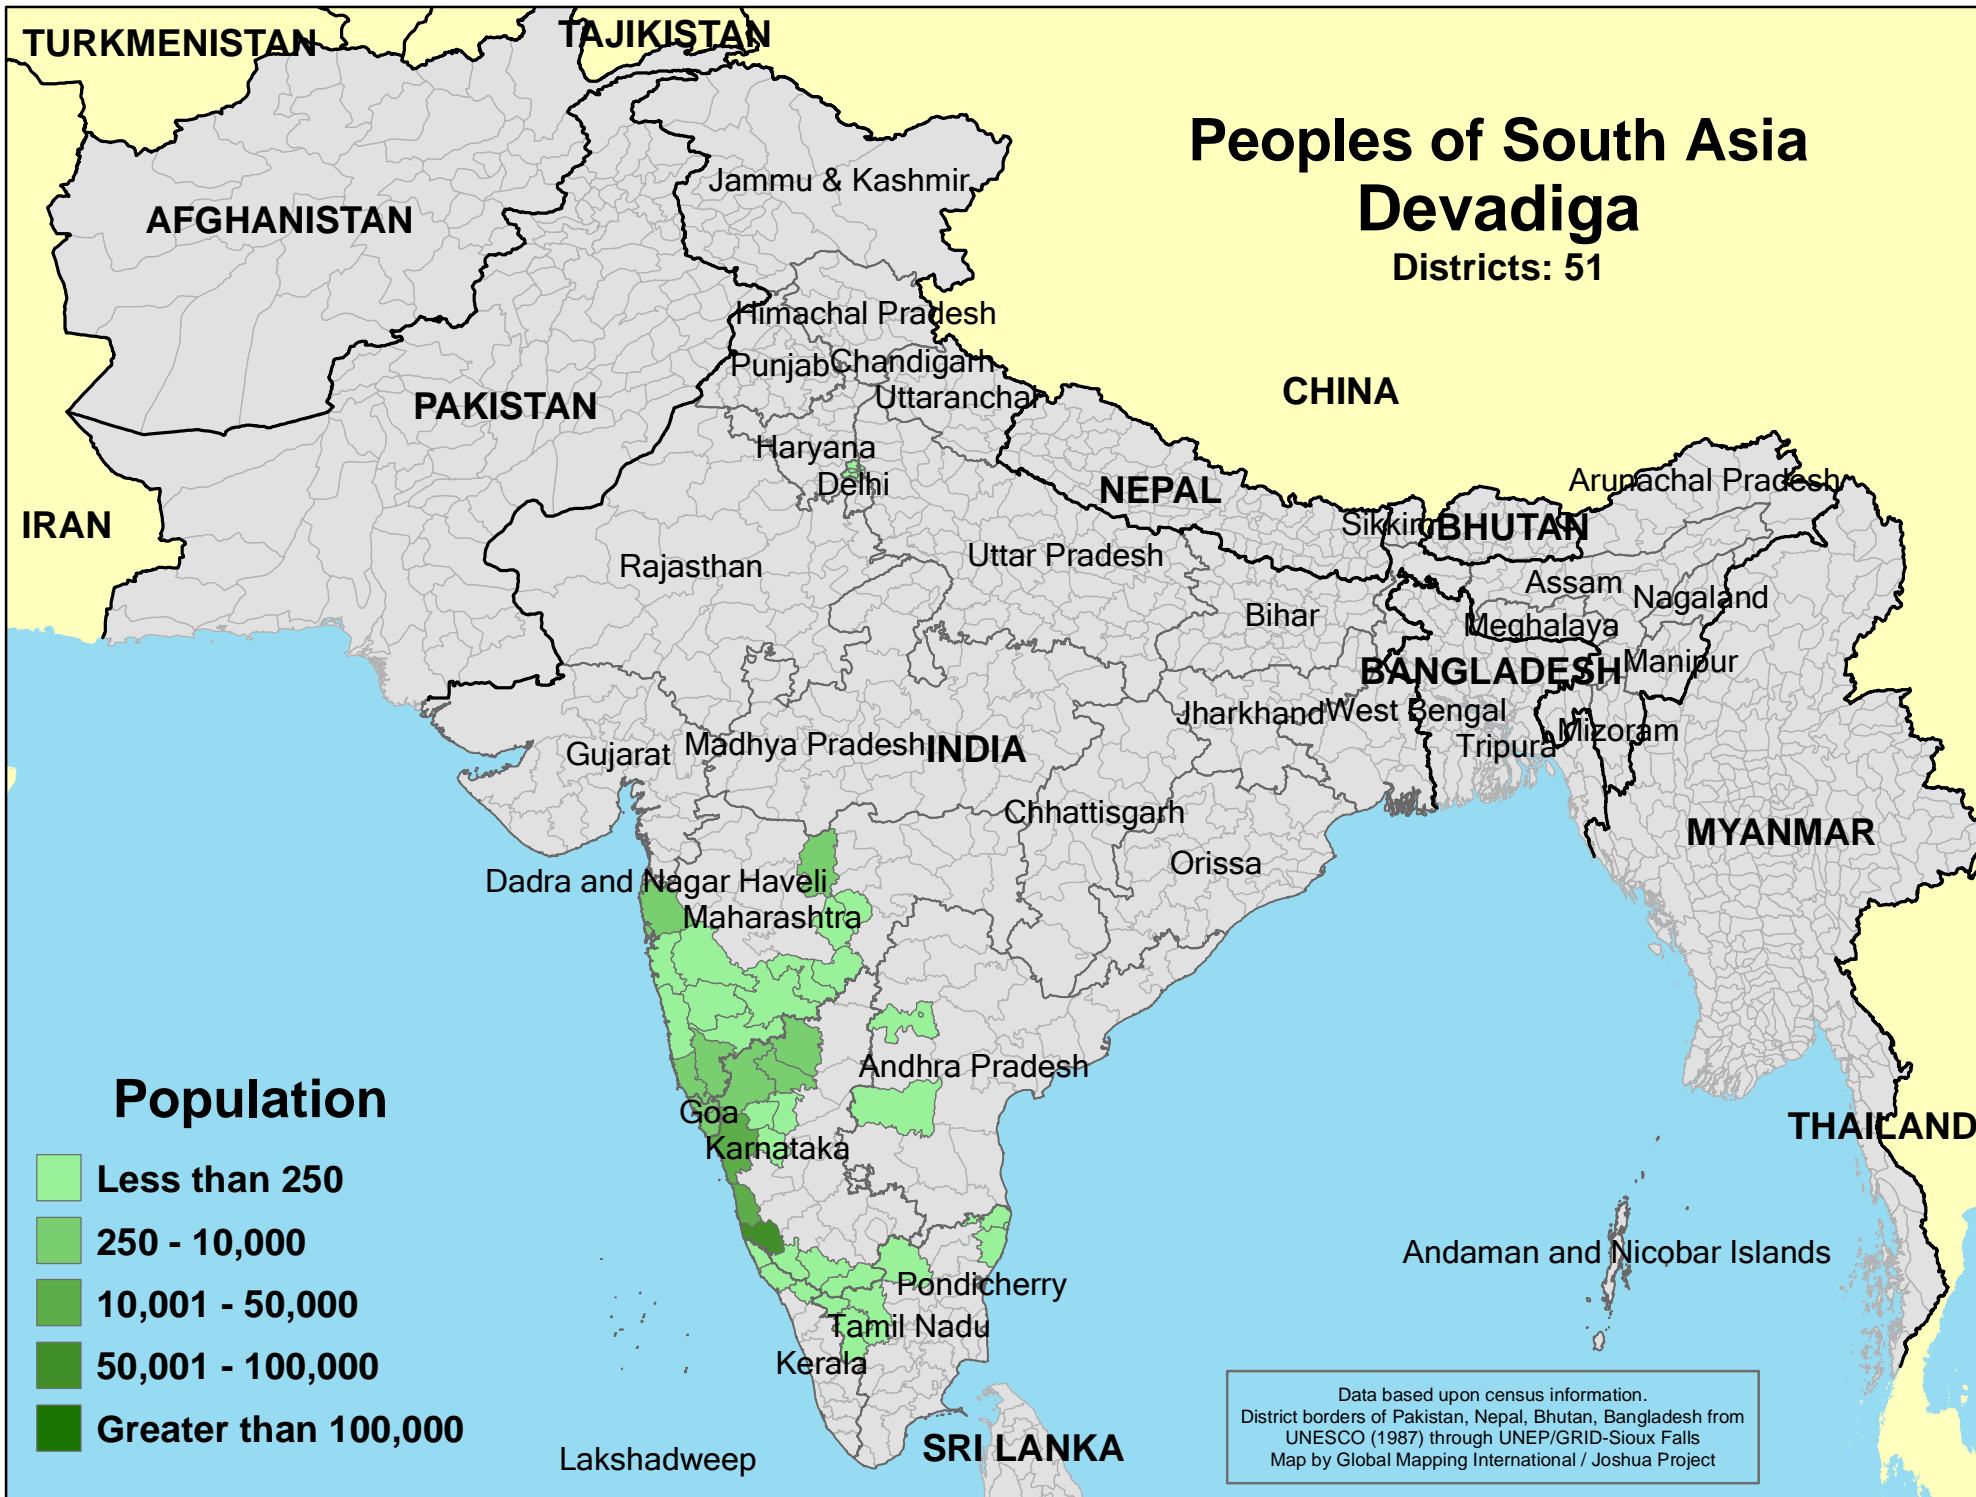 TURKMENISTAN
TAJIKISTAN
Peoples of South Asia
Devadiga
Districts: 51
Jammu & Kashmir
AFGHANISTAN
Himachal Pradesh
Punjab
Chandigarh
Uttaranchal
CHINA
PAKISTAN
Haryana
Delhi
NEPAL
Arunachal Pradesh
IRAN
Sikkim
BHUTAN
Rajasthan
Uttar Pradesh
Assam
Nagaland
Bihar
Meghalaya
BANGLADESH
Manipur
Jharkhand
West Bengal
Gujarat
Madhya Pradesh
INDIA
Tripura
Mizoram
Chhattisgarh
MYANMAR
Orissa
Dadra and Nagar Haveli
Maharashtra
Andhra Pradesh
Goa
Karnataka
THAILAND
Population
Less than 250
250 - 10,000
10,001 - 50,000
50,001 - 100,000
Greater than 100,000
Andaman and Nicobar Islands
Pondicherry
Tamil Nadu
Kerala
Lakshadweep
SRI LANKA
Data based upon census information.
District borders of Pakistan, Nepal, Bhutan, Bangladesh from
UNESCO (1987) through UNEP/GRID-Sioux Falls
Map by Global Mapping International / Joshua Project